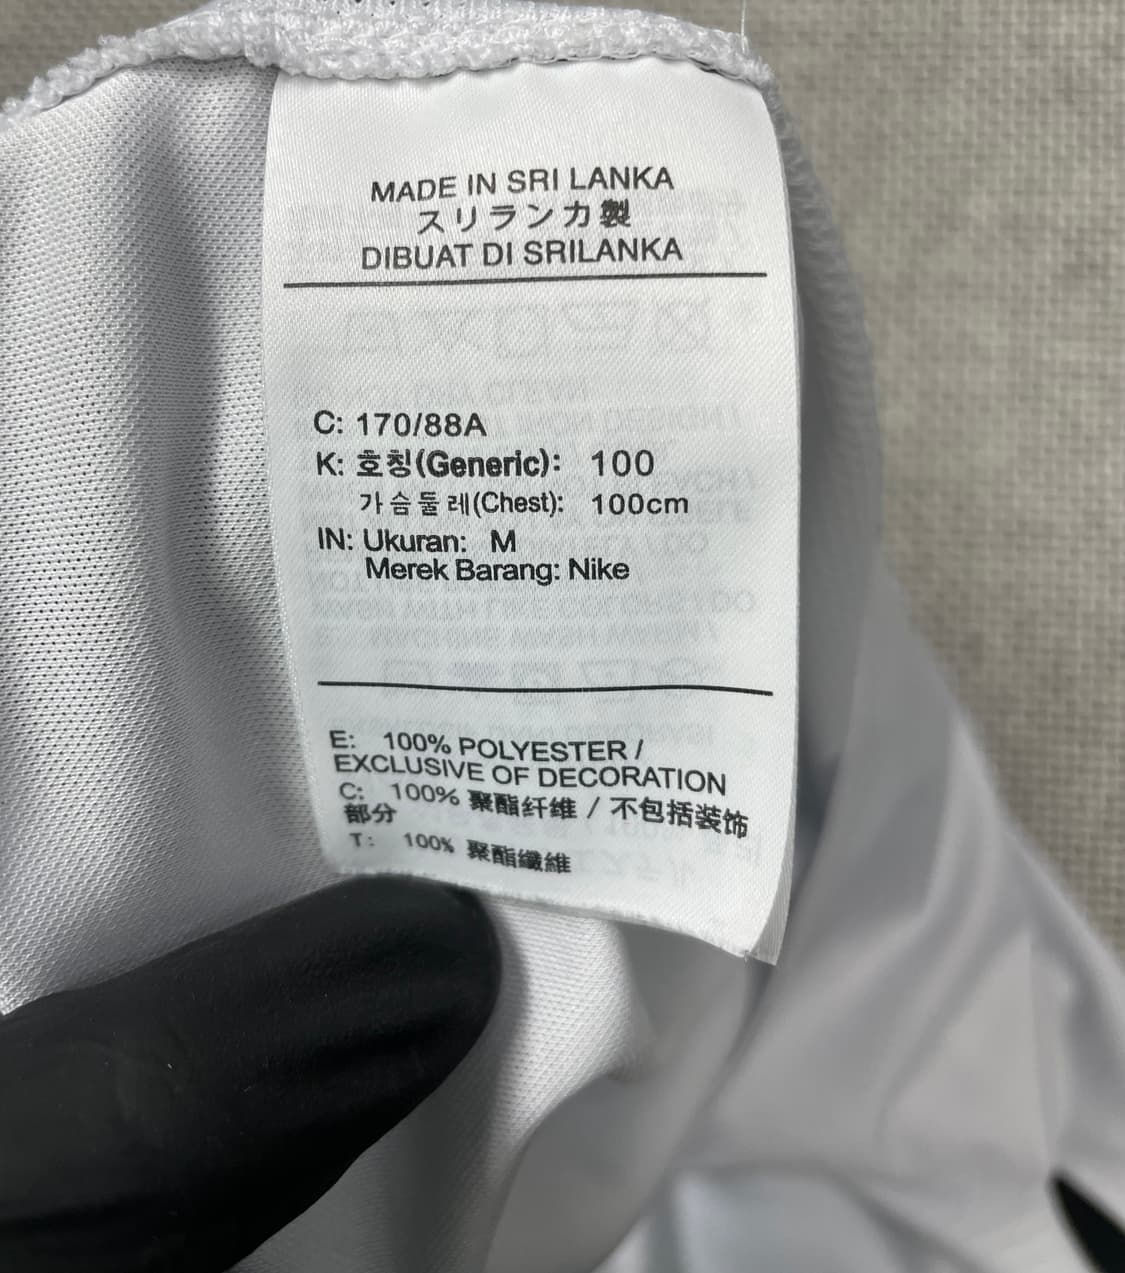 MADE IN SRI LANKA
スリランカ製
DIBUAT DI SRILANKA
C: 170/88A
K: 호칭(Generic): 100
가슴둘레(Chest): 100cm
IN: Ukuran: M
Merek Barang: Nike
E: 100% POLYESTER /
EXCLUSIVE OF DECORATION
C: 100% 聚酯纤维 / 不包括装饰
部分
T: 100% 聚酯纖維